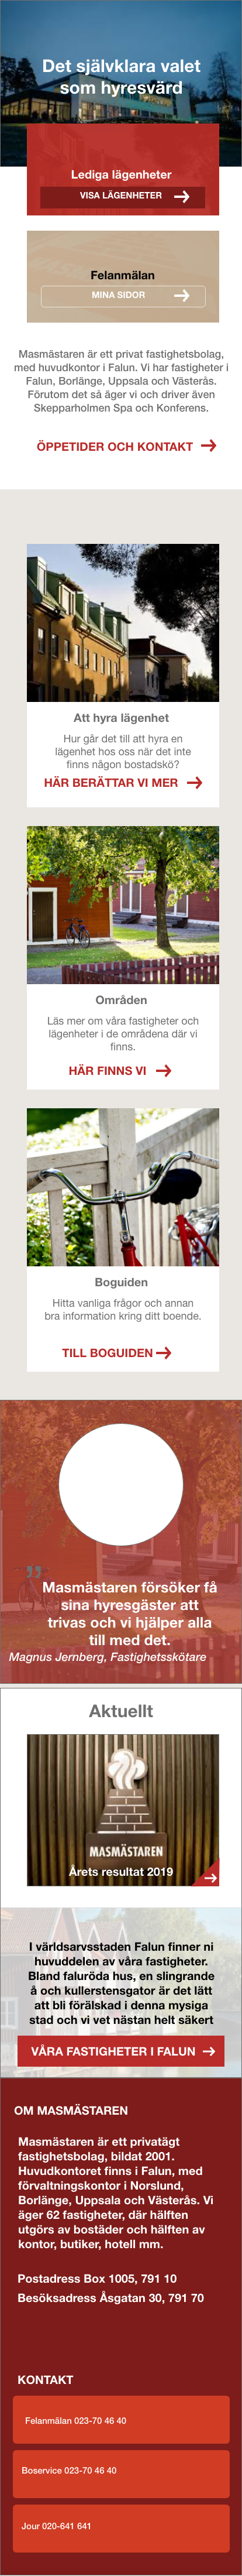 Det självklara valet
som hyresvärd
Lediga lägenheter
VISA LÄGENHETER
Felanmälan
MINA SIDOR
Masmästaren är ett privat fastighetsbolag,
med huvudkontor i Falun. Vi har fastigheter i
Falun, Borlänge, Uppsala och Västerås.
Förutom det så äger vi och driver även
Skepparholmen Spa och Konferens.
ÖPPETIDER OCH KONTAKT
Att hyra lägenhet
Hur går det till att hyra en
lägenhet hos oss när det inte
finns någon bostadskö?
HÄR BERÄTTAR VI MER
Områden
Läs mer om våra fastigheter och
lägenheter i de områdena där vi
finns.
HÄR FINNS VI
Boguiden
Hitta vanliga frågor och annan
bra information kring ditt boende.
TILL BOGUIDEN
"
Masmästaren försöker få
sina hyresgäster att
trivas och vi hjälper alla
till med det.
Magnus Jernberg, Fastighetsskötare
Aktuellt
MASMÄSTAREN
Årets resultat 2019
I världsarvsstaden Falun finner ni
huvuddelen av våra fastigheter.
Bland faluröda hus, en slingrande
å och kullerstensgator är det lätt
att bli förälskad i denna mysiga
stad och vi vet nästan helt säkert
VÅRA FASTIGHETER I FALUN
OM MASMÄSTAREN
Masmästaren är ett privatägt
fastighetsbolag, bildat 2001.
Huvudkontoret finns i Falun, med
förvaltningskontor i Norslund,
Borlänge, Uppsala och Västerås. Vi
äger 62 fastigheter, där hälften
utgörs av bostäder och hälften av
kontor, butiker, hotell mm.
Postadress Box 1005, 791 10
Besöksadress Åsgatan 30, 791 70
KONTAKT
Felanmälan 023-70 46 40
Boservice 023-70 46 40
Jour 020-641 641